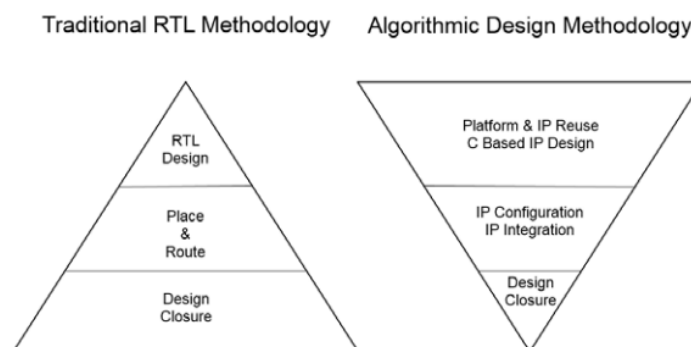 Traditional RTL Methodology
Algorithmic Design Methodology
RTL
Design
Place
&
Route
Design
Closure
Platform & IP Reuse
C Based IP Design
IP Configuration
IP Integration
Design
Closure